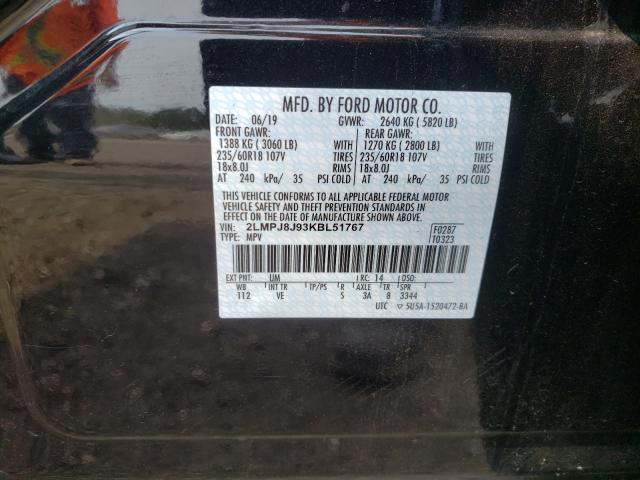 MFD. BY FORD MOTOR CO.
DATE: 06/19 GVWR: 2640 KG ( 5820 LB)
FRONT GAWR: REAR GAWR:
1388 KG ( 3060 LB) WITH 1270 KG ( 2800 LB) WITH
235/60R18 107V TIRES 235/60R18 107V TIRES
18x8.0J RIMS 18x8.0J RIMS
AT 240 kPa/ 35 PSI COLD AT 240 kPa/ 35 PSI COLD
THIS VEHICLE CONFORMS TO ALL APPLICABLE FEDERAL MOTOR
VEHICLE SAFETY AND THEFT PREVENTION STANDARDS IN EFFECT ON
THE DATE OF MANUFACTURE SHOWN ABOVE.
VIN: 2LMPJ8J93KBL51767 F0287
TYPE: MPV T0323
EXT PNT: UM RC: 14 DSO:
WB INT TR TP/PS R AXLE TR SPR
112 VE S 3A 8 3344
UTC ▽ 5U5A-1520472-BA